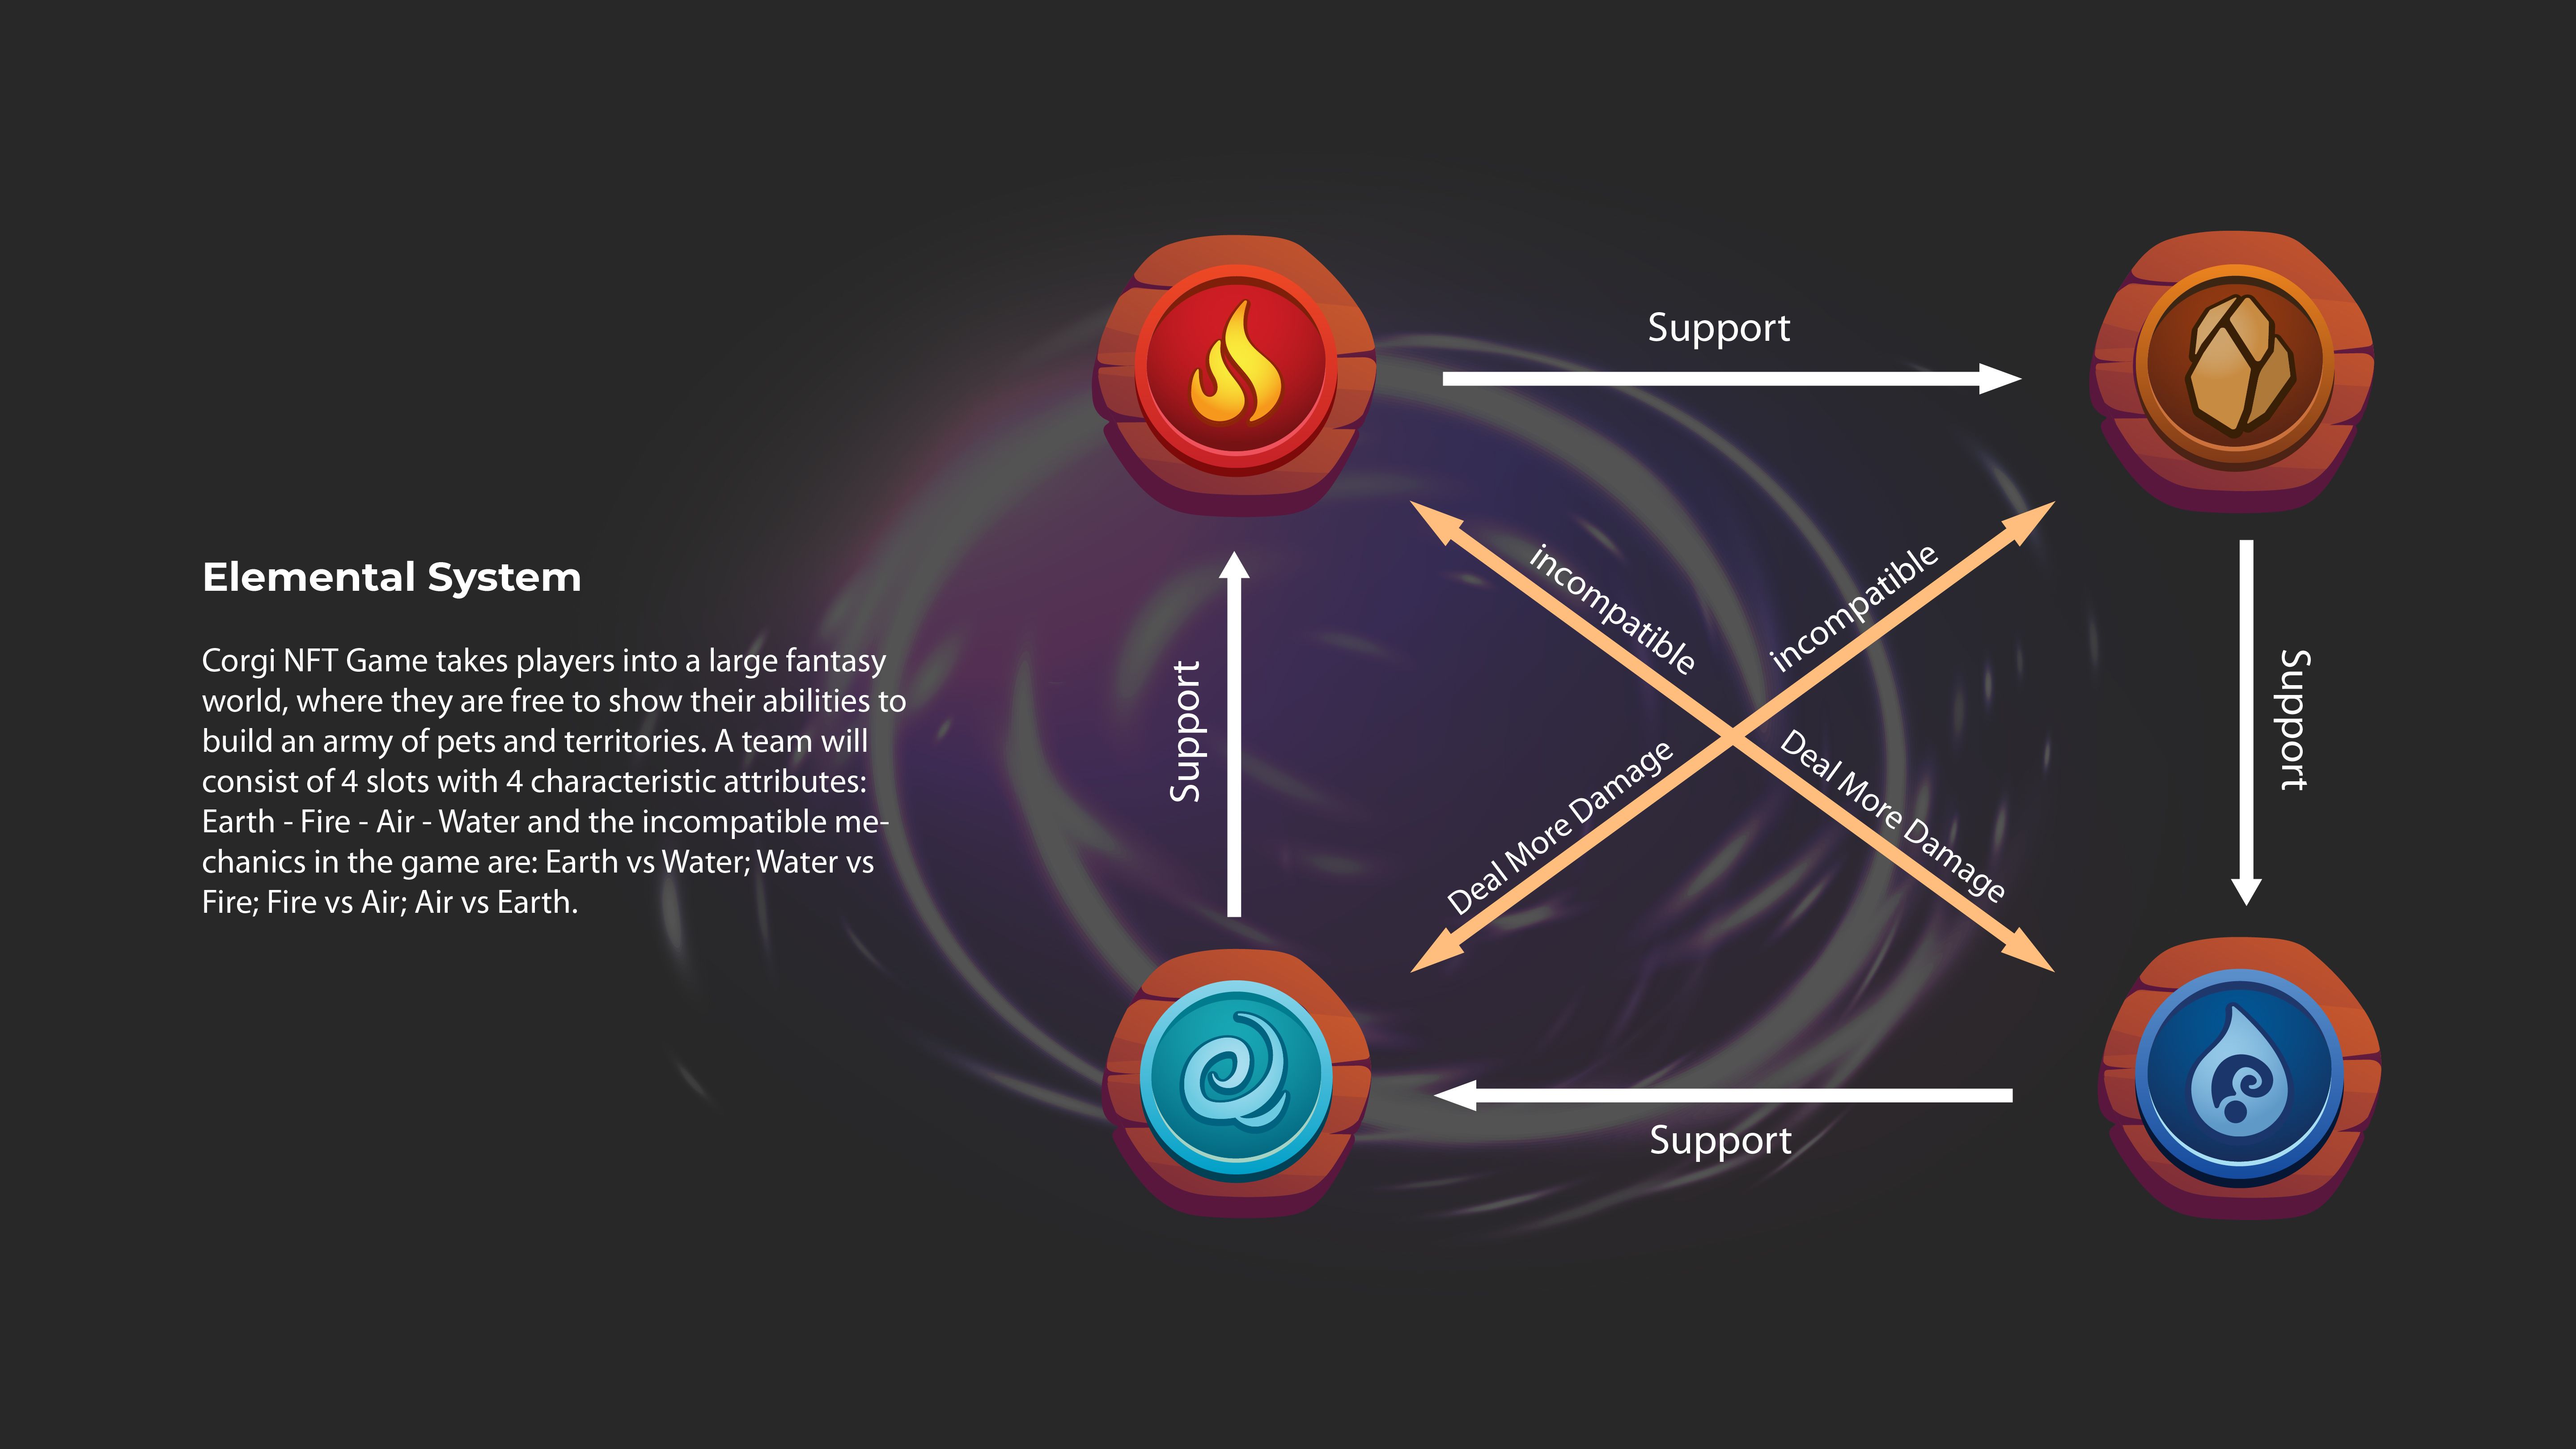 Elemental System
Corgi NFT Game takes players into a large fantasy
world, where they are free to show their abilities to
build an army of pets and territories. A team will
consist of 4 slots with 4 characteristic attributes:
Earth - Fire - Air - Water and the incompatible me-
chanics in the game are: Earth vs Water; Water vs
Fire; Fire vs Air; Air vs Earth.
Support
incompatible
incompatible
Support
Support
Deal More Damage
Deal More Damage
Support